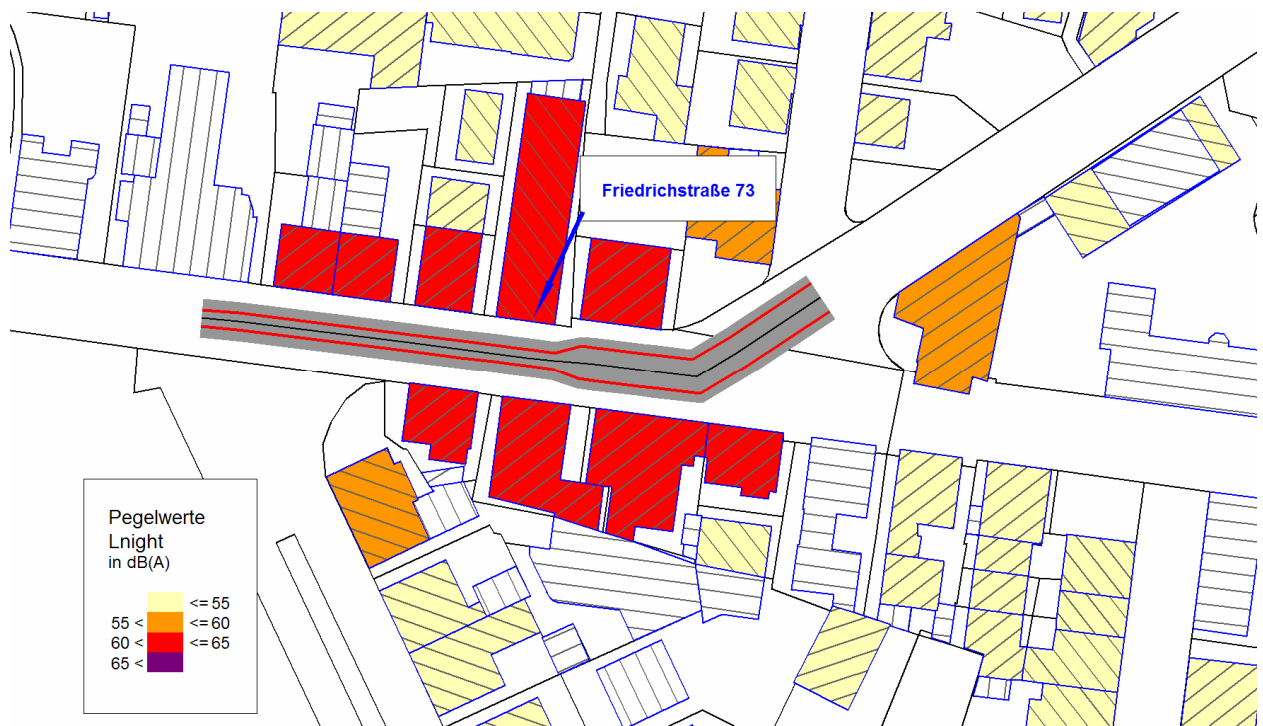 Friedrichstraße 73
Pegelwerte
Lnight
in dB(A)
<= 55
55 < <= 60
60 < <= 65
65 <